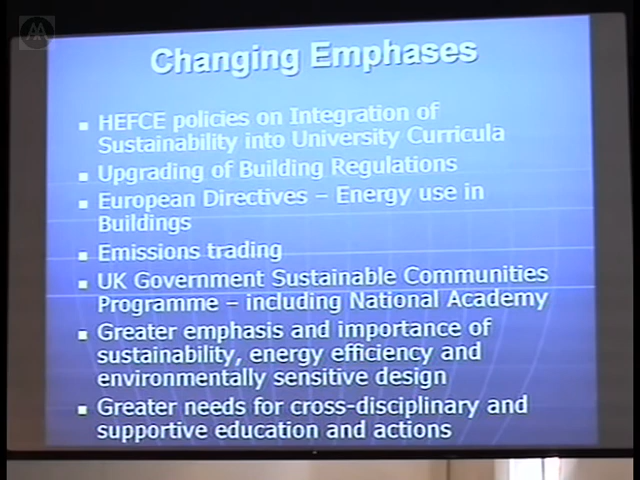 Changing Emphases
▪ HEFCE policies on Integration of
Sustainability into University Curricula
▪ Upgrading of Building Regulations
▪ European Directives – Energy use in
Buildings
▪ Emissions trading
▪ UK Government Sustainable Communities
Programme – including National Academy
▪ Greater emphasis and importance of
sustainability, energy efficiency and
environmentally sensitive design
▪ Greater needs for cross-disciplinary and
supportive education and actions